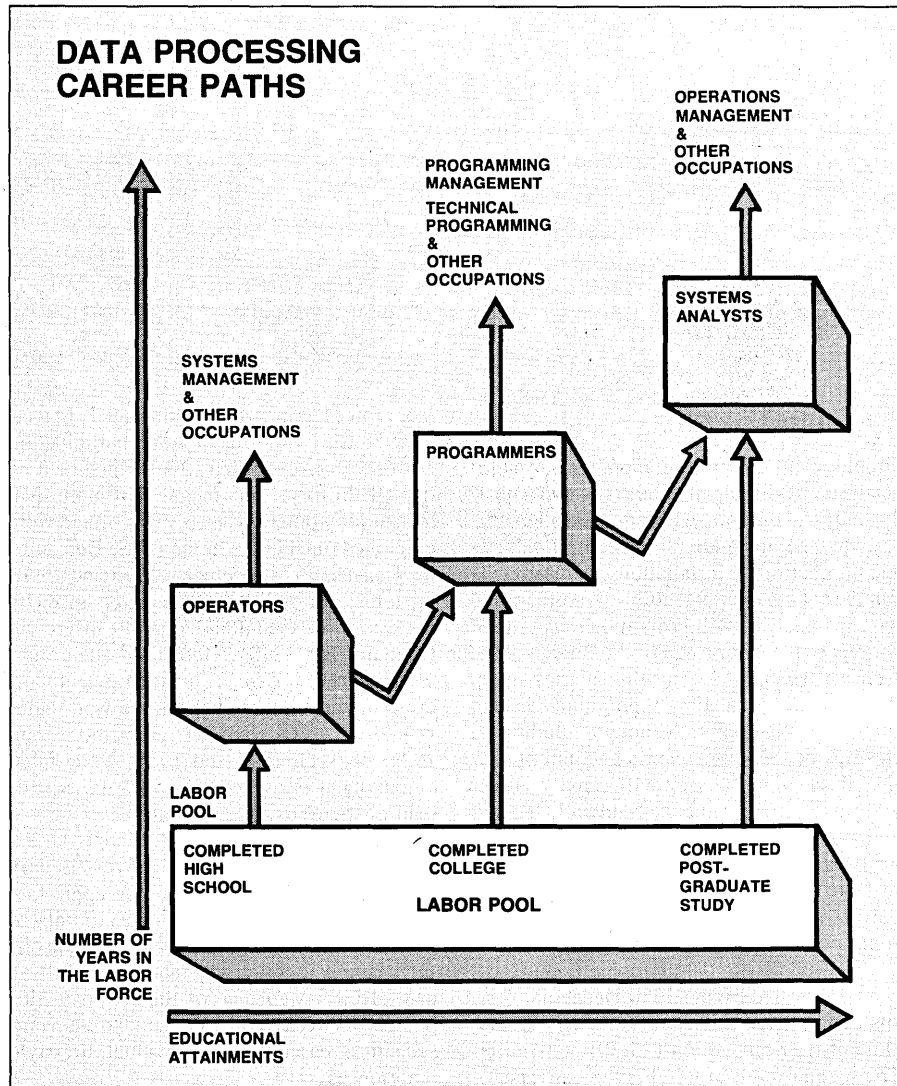 DATA PROCESSING
CAREER PATHS
OPERATIONS
MANAGEMENT
&
OTHER
OCCUPATIONS
PROGRAMMING
MANAGEMENT
TECHNICAL
PROGRAMMING
&
OTHER
OCCUPATIONS
SYSTEMS
ANALYSTS
SYSTEMS
MANAGEMENT
&
OTHER
OCCUPATIONS
PROGRAMMERS
OPERATORS
LABOR
POOL
COMPLETED
HIGH
SCHOOL
COMPLETED
COLLEGE
COMPLETED
POST-
GRADUATE
STUDY
LABOR POOL
NUMBER OF
YEARS IN
THE LABOR
FORCE
EDUCATIONAL
ATTAINMENTS